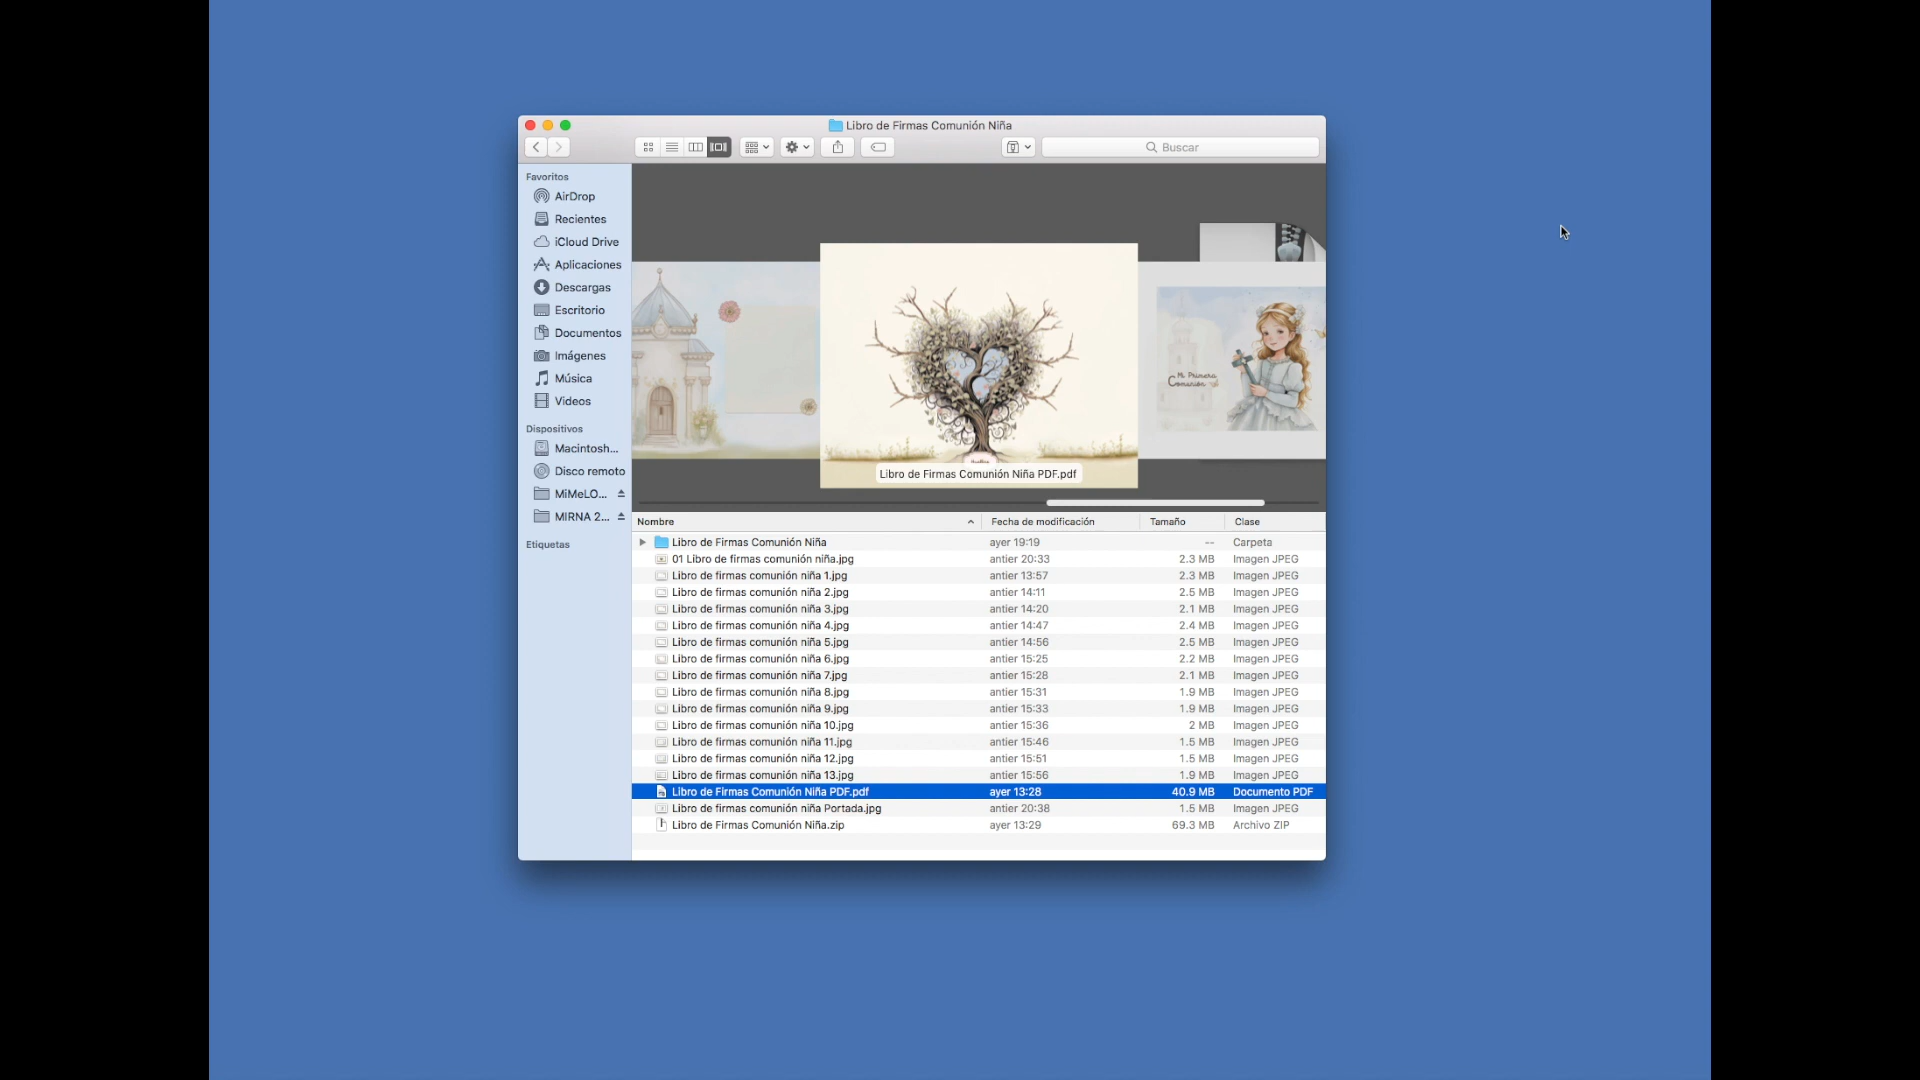 Libro de Firmas Comunión Niña
Buscar
Favoritos
AirDrop
Recientes
iCloud Drive
Aplicaciones
Descargas
Escritorio
Documentos
Imágenes
Música
Videos
Dispositivos
Macintosh...
Disco remoto
MiMeLO...
MIRNA 2...
Etiquetas
Mi Primera
Comunión
Libro de Firmas Comunión Niña PDF.pdf
Nombre Fecha de modificación Tamaño Clase
Libro de Firmas Comunión Niña ayer 19:19 -- Carpeta
01 Libro de firmas comunión niña.jpg antier 20:33 2.3 MB Imagen JPEG
Libro de firmas comunión niña 1.jpg antier 13:57 2.3 MB Imagen JPEG
Libro de firmas comunión niña 2.jpg antier 14:11 2.5 MB Imagen JPEG
Libro de firmas comunión niña 3.jpg antier 14:20 2.1 MB Imagen JPEG
Libro de firmas comunión niña 4.jpg antier 14:47 2.4 MB Imagen JPEG
Libro de firmas comunión niña 5.jpg antier 14:56 2.5 MB Imagen JPEG
Libro de firmas comunión niña 6.jpg antier 15:25 2.2 MB Imagen JPEG
Libro de firmas comunión niña 7.jpg antier 15:28 2.1 MB Imagen JPEG
Libro de firmas comunión niña 8.jpg antier 15:31 1.9 MB Imagen JPEG
Libro de firmas comunión niña 9.jpg antier 15:33 1.9 MB Imagen JPEG
Libro de firmas comunión niña 10.jpg antier 15:36 2 MB Imagen JPEG
Libro de firmas comunión niña 11.jpg antier 15:46 1.5 MB Imagen JPEG
Libro de firmas comunión niña 12.jpg antier 15:51 1.5 MB Imagen JPEG
Libro de firmas comunión niña 13.jpg antier 15:56 1.9 MB Imagen JPEG
Libro de Firmas Comunión Niña PDF.pdf ayer 13:28 40.9 MB Documento PDF
Libro de firmas comunión niña Portada.jpg antier 20:38 1.5 MB Imagen JPEG
Libro de Firmas Comunión Niña.zip ayer 13:29 69.3 MB Archivo ZIP